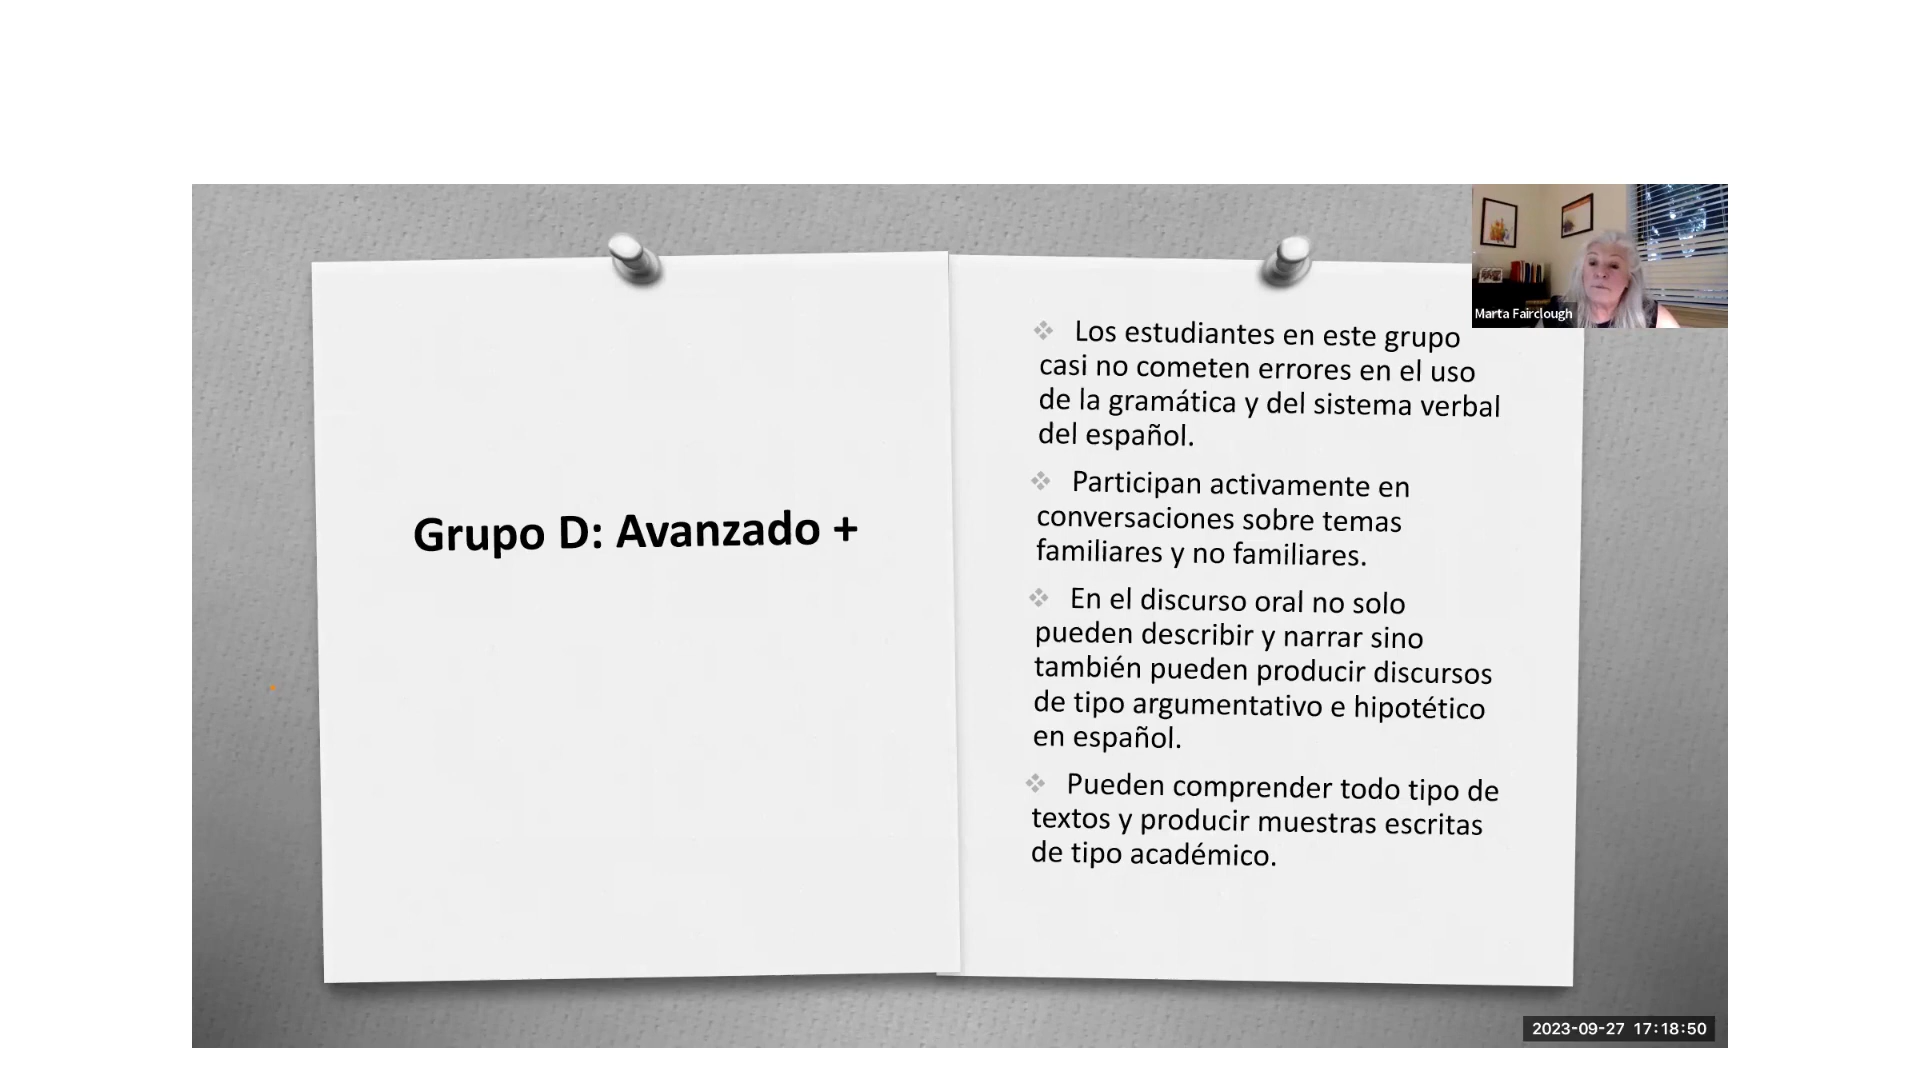 Marta Fairclough
Grupo D: Avanzado +
❖ Los estudiantes en este grupo
casi no cometen errores en el uso
de la gramática y del sistema verbal
del español.
❖ Participan activamente en
conversaciones sobre temas
familiares y no familiares.
❖ En el discurso oral no solo
pueden describir y narrar sino
también pueden producir discursos
de tipo argumentativo e hipotético
en español.
❖ Pueden comprender todo tipo de
textos y producir muestras escritas
de tipo académico.
2023-09-27 17:18:50